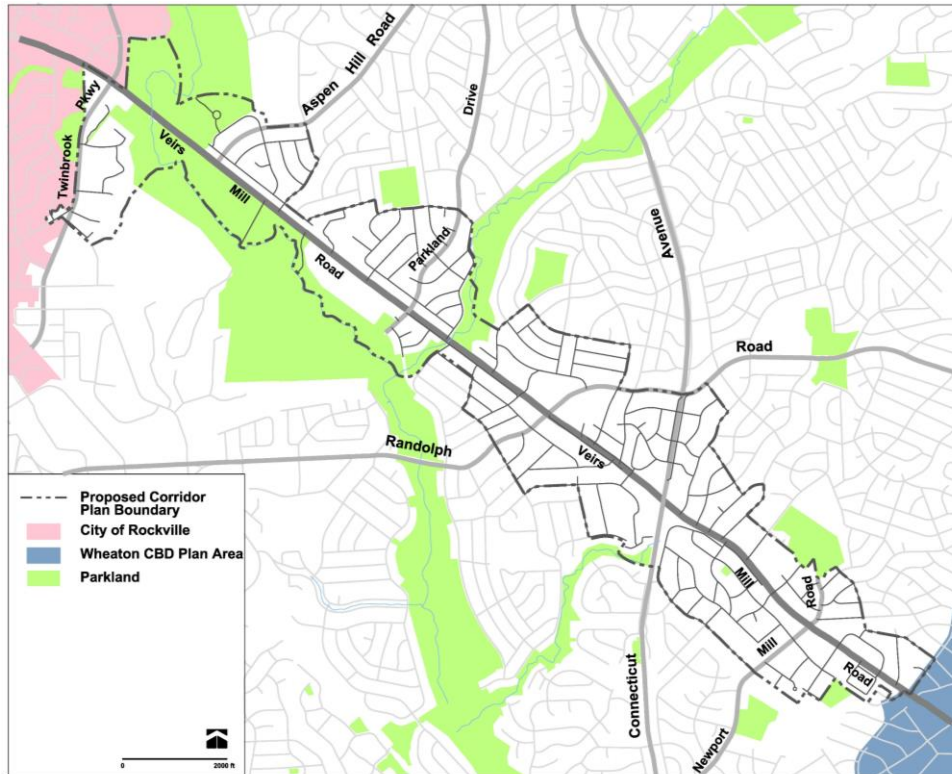 Aspen Hill Road
Pkwy
Drive
Veirs
Twinbrook
Mill
Parkland
Avenue
Road
Road
Randolph
Veirs
Proposed Corridor
Plan Boundary
City of Rockville
Wheaton CBD Plan Area
Parkland
Mill
Road
Mill
Road
Connecticut
Newport
0 2000 ft